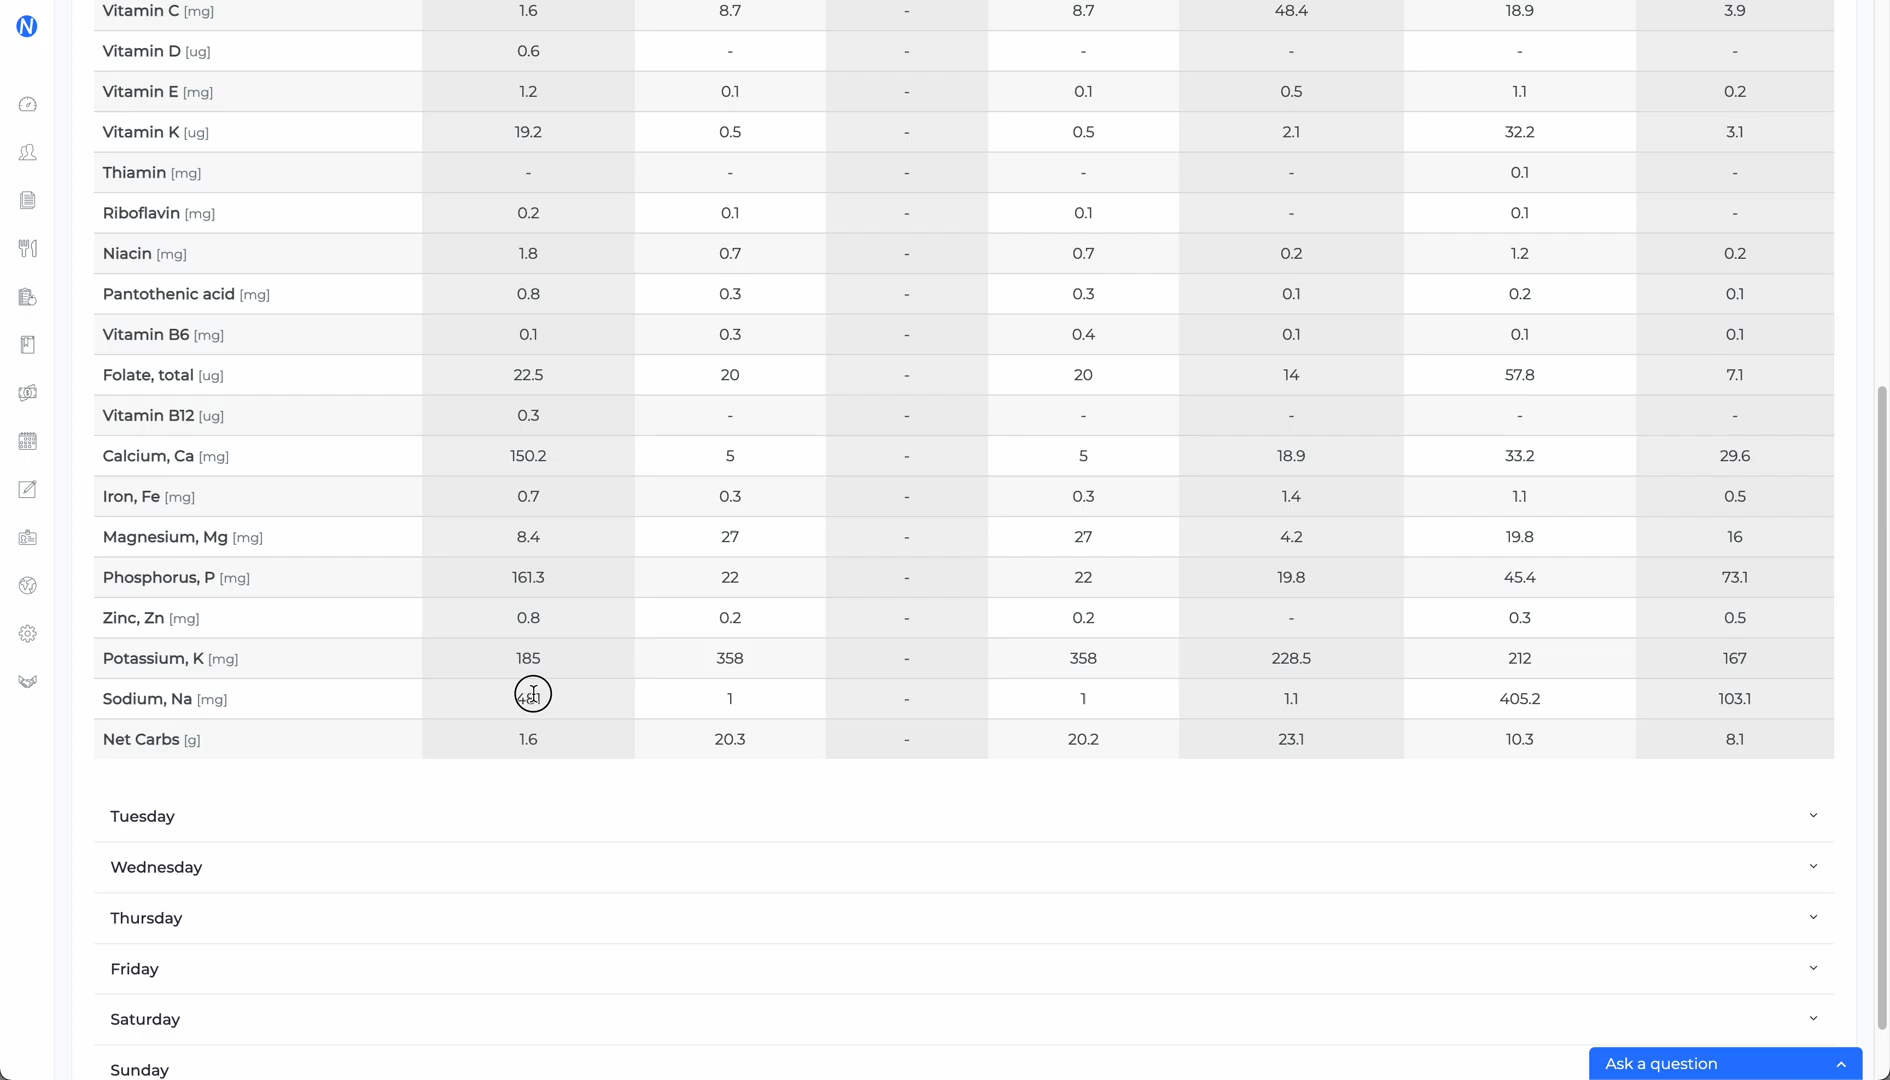 N
Vitamin C [mg] 1.6 8.7 - 8.7 48.4 18.9 3.9
Vitamin D [ug] 0.6 - - - - - -
Vitamin E [mg] 1.2 0.1 - 0.1 0.5 1.1 0.2
Vitamin K [ug] 19.2 0.5 - 0.5 2.1 32.2 3.1
Thiamin [mg] - - - - - 0.1 -
Riboflavin [mg] 0.2 0.1 - 0.1 - 0.1 -
Niacin [mg] 1.8 0.7 - 0.7 0.2 1.2 0.2
Pantothenic acid [mg] 0.8 0.3 - 0.3 0.1 0.2 0.1
Vitamin B6 [mg] 0.1 0.3 - 0.4 0.1 0.1 0.1
Folate, total [ug] 22.5 20 - 20 14 57.8 7.1
Vitamin B12 [ug] 0.3 - - - - - -
Calcium, Ca [mg] 150.2 5 - 5 18.9 33.2 29.6
Iron, Fe [mg] 0.7 0.3 - 0.3 1.4 1.1 0.5
Magnesium, Mg [mg] 8.4 27 - 27 4.2 19.8 16
Phosphorus, P [mg] 161.3 22 - 22 19.8 45.4 73.1
Zinc, Zn [mg] 0.8 0.2 - 0.2 - 0.3 0.5
Potassium, K [mg] 185 358 - 358 228.5 212 167
Sodium, Na [mg] 1 - 1 1.1 405.2 103.1
Net Carbs [g] 1.6 20.3 - 20.2 23.1 10.3 8.1
Tuesday
Wednesday
Thursday
Friday
Saturday
Sunday
Ask a question